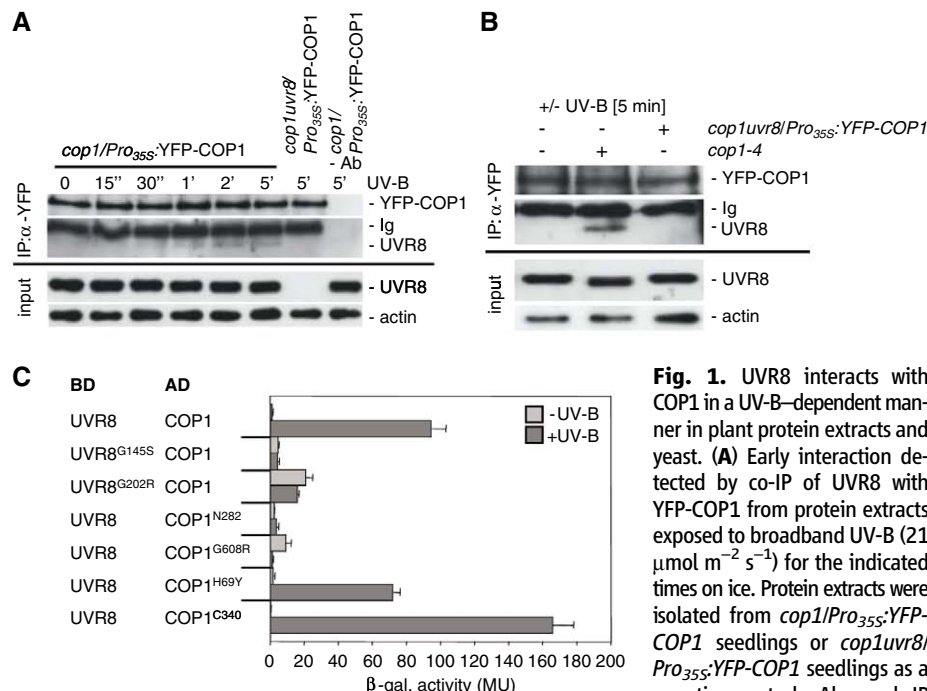 A
cop1/Pro35S:YFP-COP1
cop1uvr8/
Pro35S:YFP-COP1
- Ab
cop1/
Pro35S:YFP-COP1
0 15'' 30'' 1' 2' 5' 5' 5' UV-B
IP:α-YFP
- YFP-COP1
- Ig
- UVR8
input
- UVR8
- actin
B
+/- UV-B [5 min]
- - + cop1uvr8/Pro35S:YFP-COP1
- + - cop1-4
IP:α-YFP
- YFP-COP1
- Ig
- UVR8
input
- UVR8
- actin
C
BD AD
UVR8 COP1
UVR8G145S COP1
UVR8G202R COP1
UVR8 COP1N282
UVR8 COP1G608R
UVR8 COP1H69Y
UVR8 COP1C340
-UV-B
+UV-B
0 20 40 60 80 100 120 140 160 180 200
β-gal. activity (MU)
Fig. 1. UVR8 interacts with
COP1 in a UV-B–dependent man-
ner in plant protein extracts and
yeast. (A) Early interaction de-
tected by co-IP of UVR8 with
YFP-COP1 from protein extracts
exposed to broadband UV-B (21
μmol m−2 s−1) for the indicated
times on ice. Protein extracts were
isolated from cop1/Pro35S:YFP-
COP1 seedlings or cop1uvr8/
Pro35S:YFP-COP1 seedlings as a